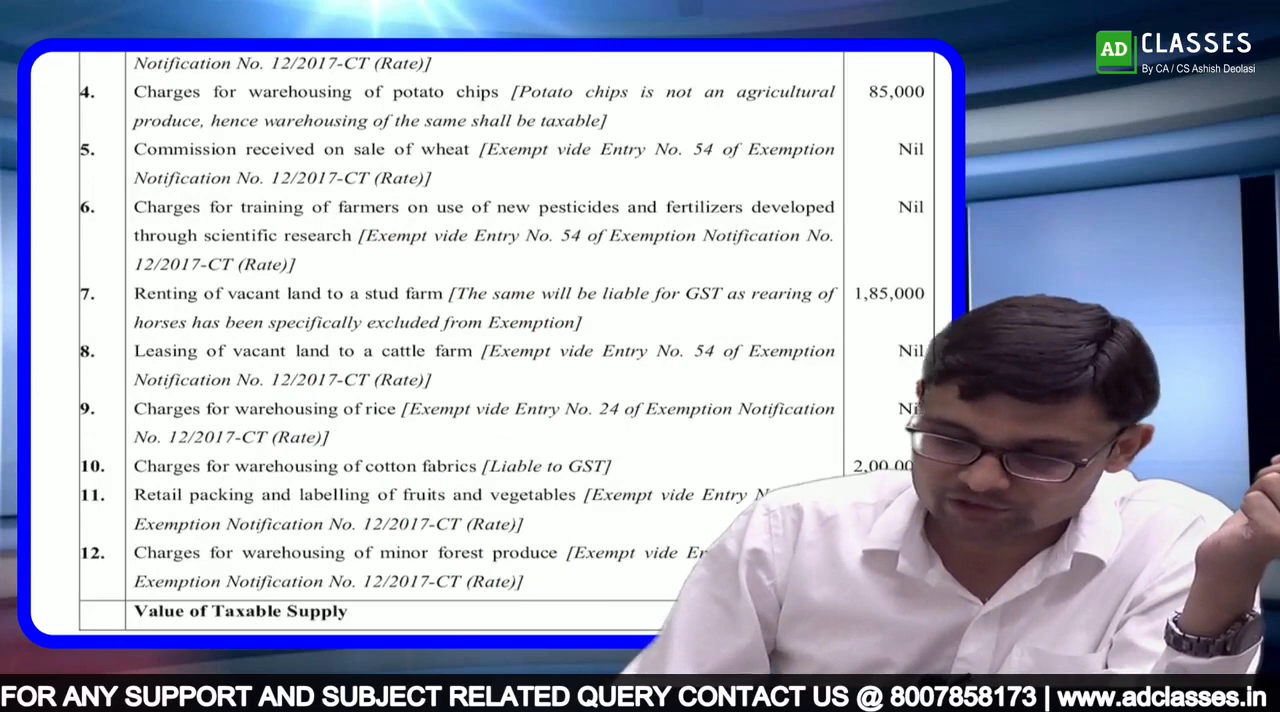 AD CLASSES
By CA / CS Ashish Deolasi
Notification No. 12/2017-CT (Rate)]
4. Charges for warehousing of potato chips [Potato chips is not an agricultural 85,000
produce, hence warehousing of the same shall be taxable]
5. Commission received on sale of wheat [Exempt vide Entry No. 54 of Exemption Nil
Notification No. 12/2017-CT (Rate)]
6. Charges for training of farmers on use of new pesticides and fertilizers developed Nil
through scientific research [Exempt vide Entry No. 54 of Exemption Notification No.
12/2017-CT (Rate)]
7. Renting of vacant land to a stud farm [The same will be liable for GST as rearing of 1,85,000
horses has been specifically excluded from Exemption]
8. Leasing of vacant land to a cattle farm [Exempt vide Entry No. 54 of Exemption Nil
Notification No. 12/2017-CT (Rate)]
9. Charges for warehousing of rice [Exempt vide Entry No. 24 of Exemption Notification
No. 12/2017-CT (Rate)]
10. Charges for warehousing of cotton fabrics [Liable to GST]
11. Retail packing and labelling of fruits and vegetables [Exempt vide Entry
Exemption Notification No. 12/2017-CT (Rate)]
12. Charges for warehousing of minor forest produce [Exempt vide
Exemption Notification No. 12/2017-CT (Rate)]
Value of Taxable Supply
FOR ANY SUPPORT AND SUBJECT RELATED QUERY CONTACT US @ 8007858173 | www.adclasses.in